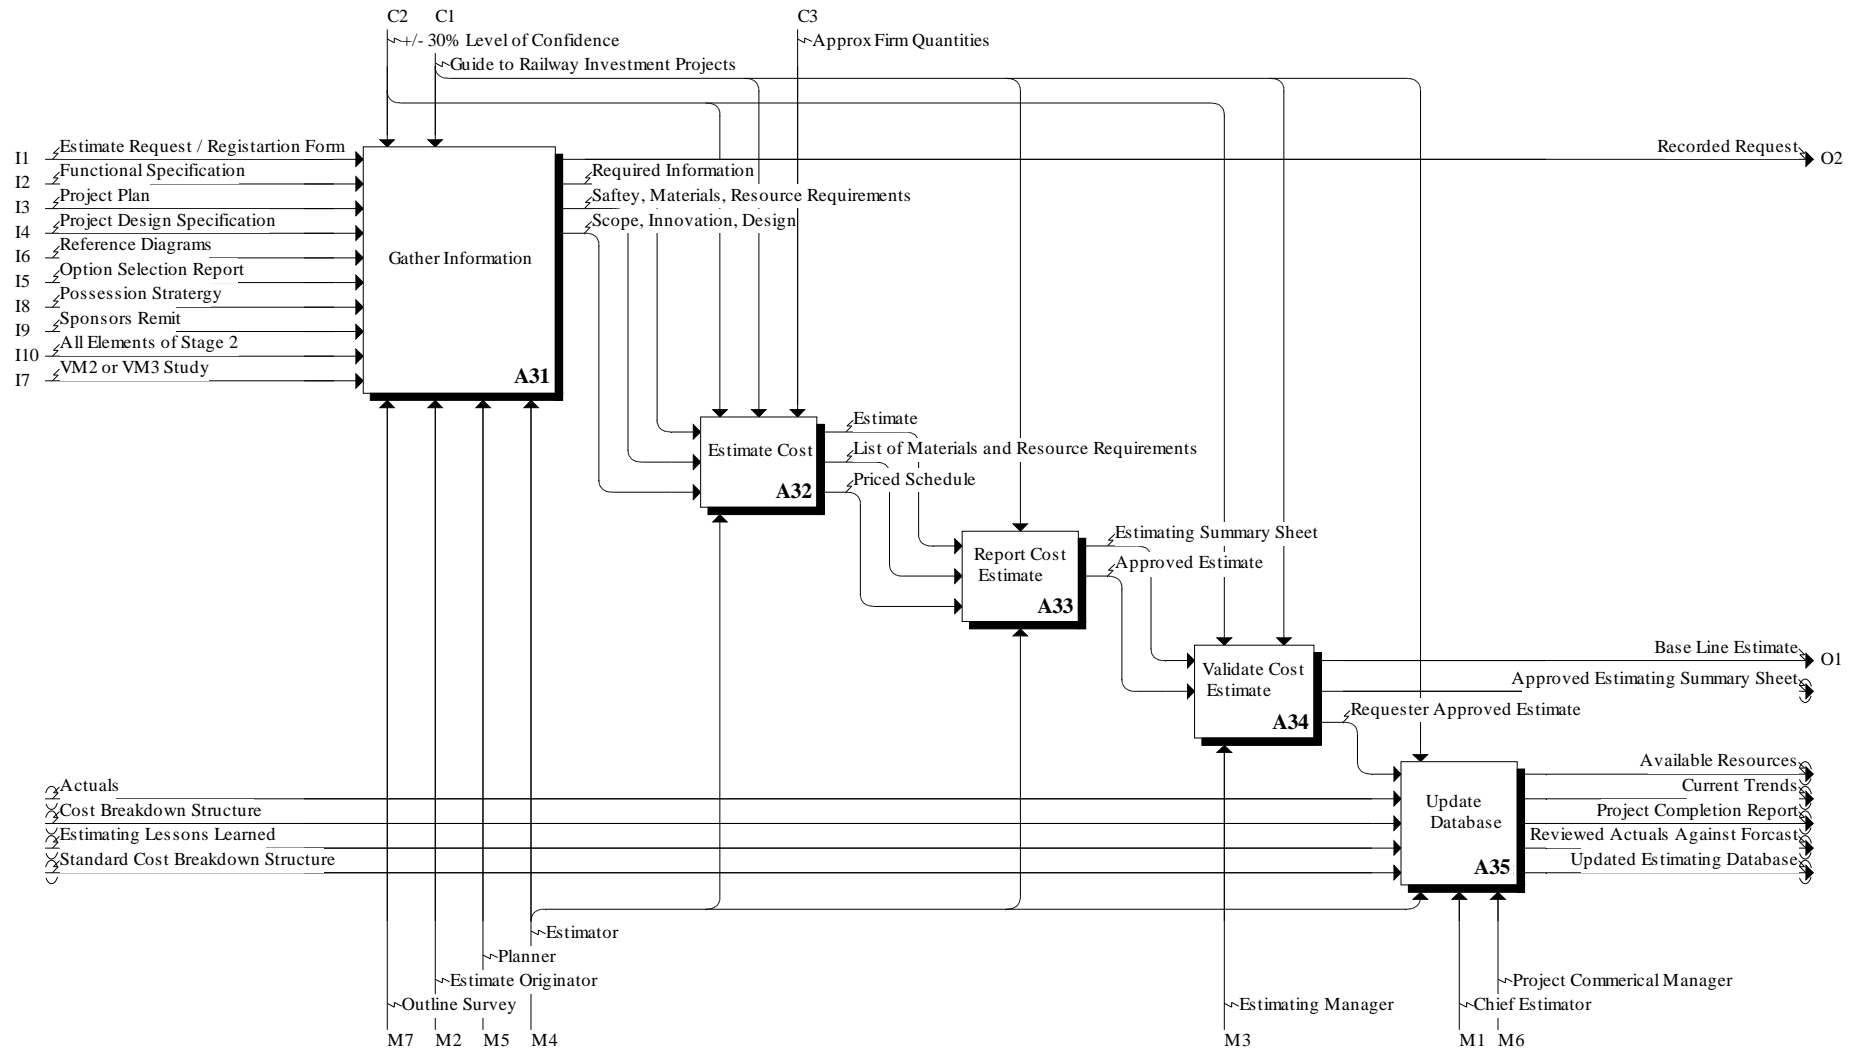 C2 C1 C3
+/- 30% Level of Confidence Approx Firm Quantities
Guide to Railway Investment Projects
I1 Estimate Request / Registartion Form Recorded Request O2
I2 Functional Specification Required Information
I3 Project Plan Saftey, Materials, Resource Requirements
I4 Project Design Specification Scope, Innovation, Design
I6 Reference Diagrams
Gather Information
I5 Option Selection Report
I8 Possession Stratergy
I9 Sponsors Remit
I10 All Elements of Stage 2
I7 VM2 or VM3 Study
A31
Estimate
Estimate Cost List of Materials and Resource Requirements
A32 Priced Schedule
Estimating Summary Sheet
Report Cost
Estimate
Approved Estimate
A33
Base Line Estimate O1
Validate Cost
Estimate
Approved Estimating Summary Sheet
A34 Requester Approved Estimate
Available Resources
Actuals Current Trends
Update
Database
Cost Breakdown Structure Project Completion Report
Estimating Lessons Learned Reviewed Actuals Against Forcast
Standard Cost Breakdown Structure A35 Updated Estimating Database
Estimator
Planner
Estimate Originator Project Commerical Manager
Outline Survey Estimating Manager Chief Estimator
M7 M2 M5 M4 M3 M1 M6